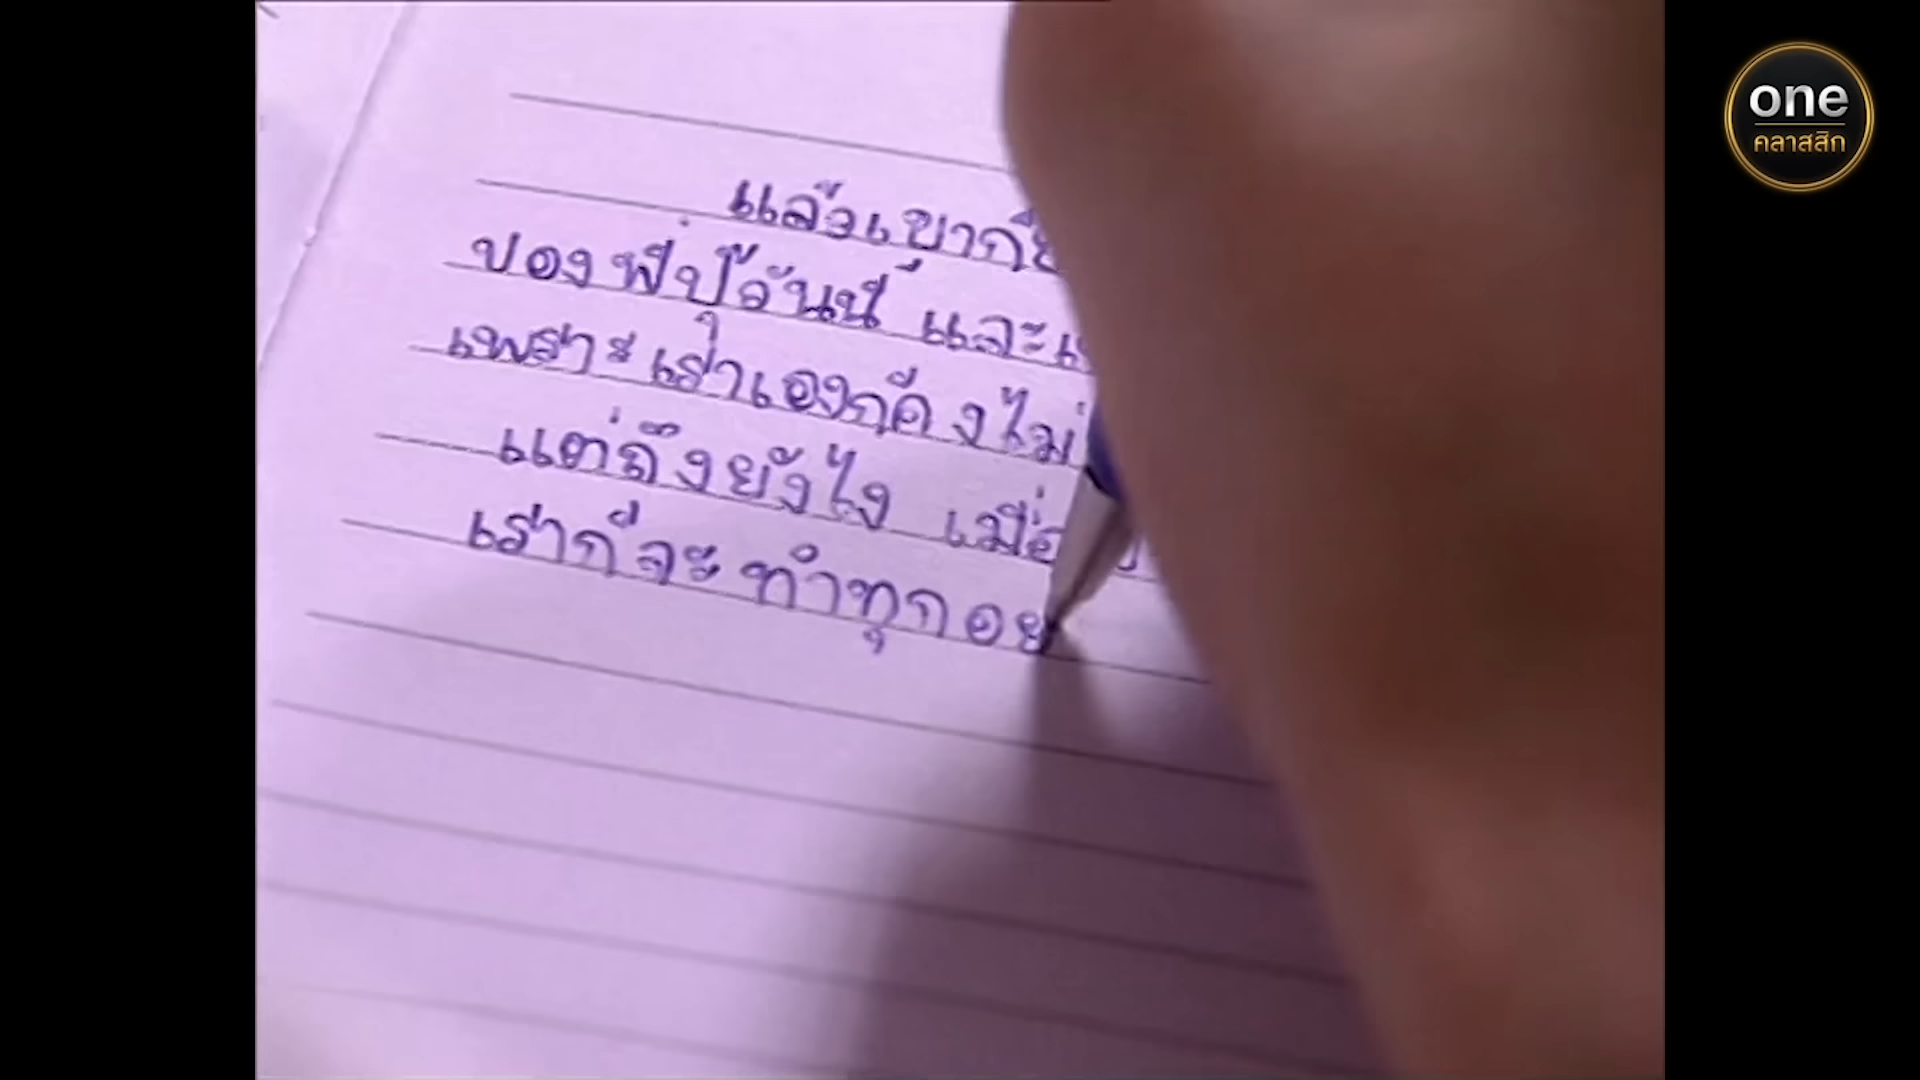 one
คลาสสิก
แล้วเขาก็
ของพี่ปุ๊วันนี้ และ
เพราะเราเองก็คงไม่
แต่ถึงยังไง เมื่อ
เราก็จะทำทุกอย